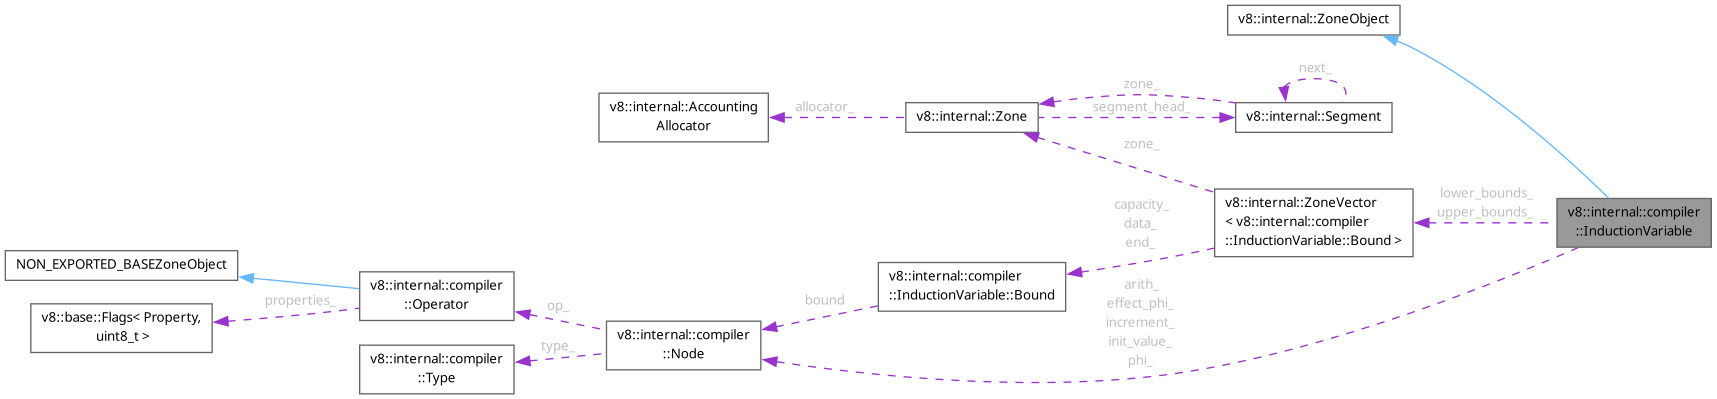 v8::internal::ZoneObject
next_
zone_
segment_head_
allocator_
v8::internal::Accounting
Allocator
v8::internal::Zone
v8::internal::Segment
zone_
lower_bounds_
upper_bounds_
v8::internal::ZoneVector
< v8::internal::compiler
::InductionVariable::Bound >
v8::internal::compiler
::InductionVariable
capacity_
data_
end_
NON_EXPORTED_BASEZoneObject
v8::internal::compiler
::Operator
v8::internal::compiler
::InductionVariable::Bound
properties_
op_
bound
arith_
effect_phi_
increment_
init_value_
phi_
v8::base::Flags< Property,
uint8_t >
type_
v8::internal::compiler
::Node
v8::internal::compiler
::Type